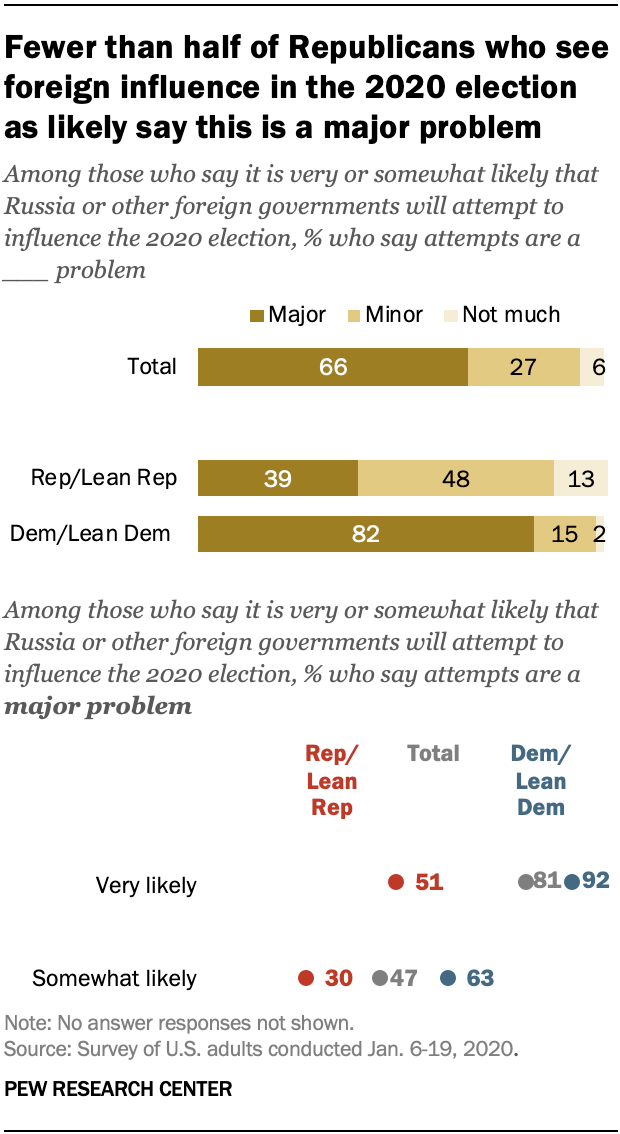 Fewer than half of Republicans who see
foreign influence in the 2020 election
as likely say this is a major problem
Among those who say it is very or somewhat likely that
Russia or other foreign governments will attempt to
influence the 2020 election, % who say attempts are a
___ problem
Major Minor Not much
Total 66 27 6
Rep/Lean Rep 39 48 13
Dem/Lean Dem 82 15 2
Among those who say it is very or somewhat likely that
Russia or other foreign governments will attempt to
influence the 2020 election, % who say attempts are a
major problem
Rep/ Total Dem/
Lean Lean
Rep Dem
Very likely 51 81 92
Somewhat likely 30 47 63
Note: No answer responses not shown.
Source: Survey of U.S. adults conducted Jan. 6-19, 2020.
PEW RESEARCH CENTER